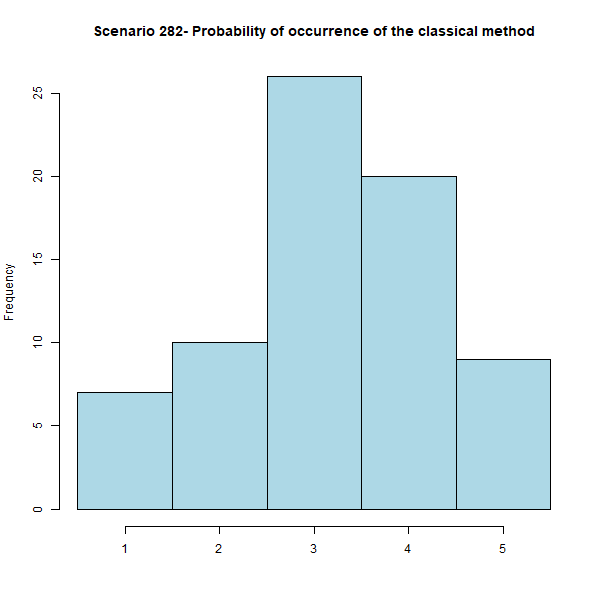 Scenario 282- Probability of occurrence of the classical method
Frequency
25
20
15
10
5
0
1 2 3 4 5